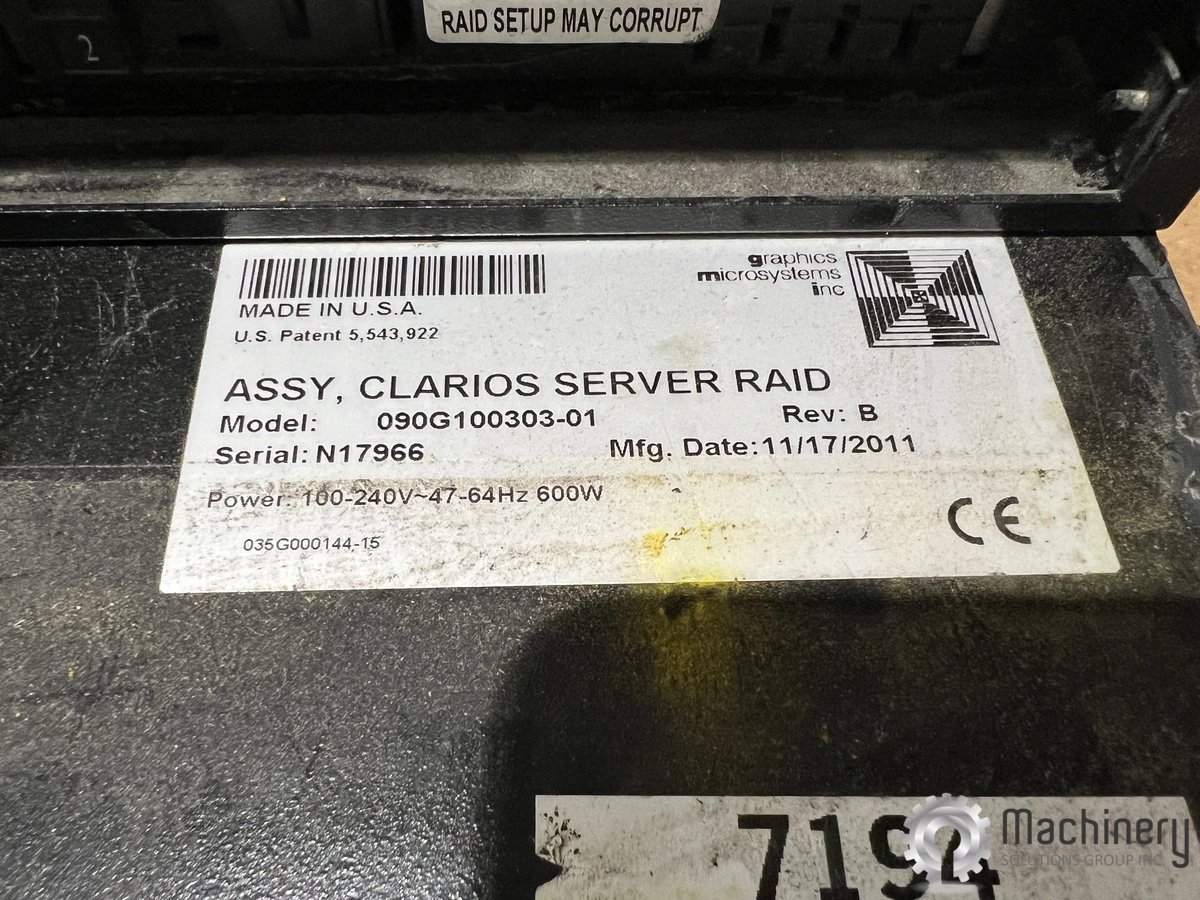 2
RAID SETUP MAY CORRUPT
graphics
microsystems
inc
MADE IN U.S.A.
U.S. Patent 5,543,922
ASSY, CLARIOS SERVER RAID
Model: 090G100303-01 Rev: B
Serial: N17966 Mfg. Date:11/17/2011
Power: 100-240V~47-64Hz 600W
CE
035G000144-15
7194
Machinery
SOLUTIONS GROUP INC.